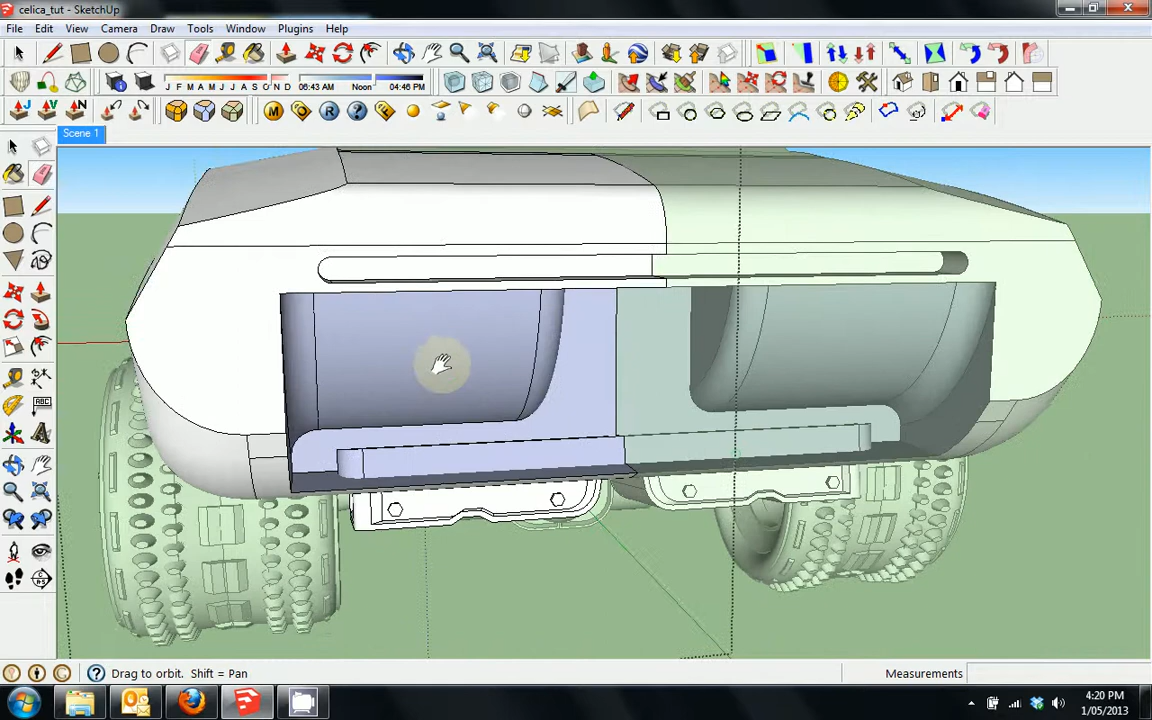 celica_tut - SketchUp
File Edit View Camera Draw Tools Window Plugins Help
J F M A M J J A S O N D 06:43 AM Noon 04:46 PM
J V N M O R ? F
Scene 1
ABC
A
? Drag to orbit. Shift = Pan Measurements
4:20 PM
1/05/2013